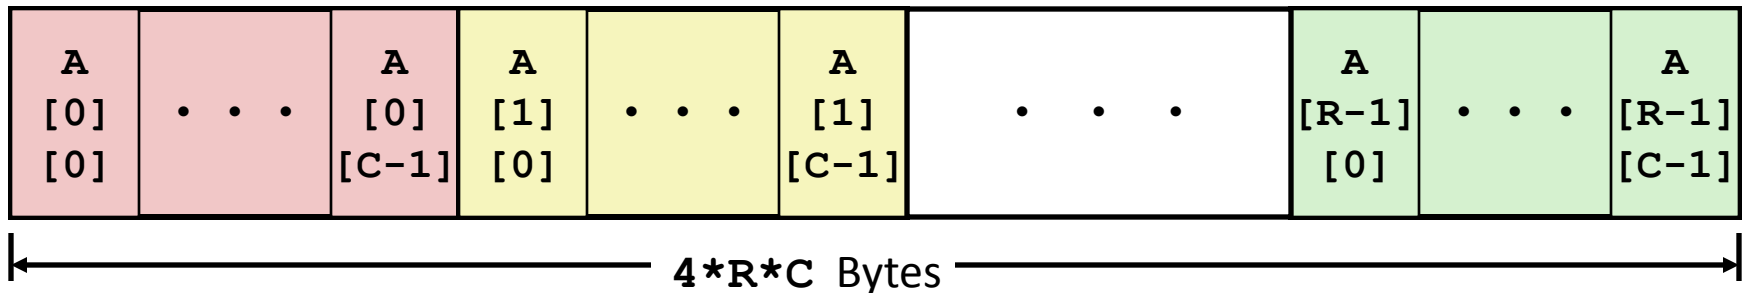 A A A A A A
[0] . . . [0] [1] . . . [1] . . . [R-1] . . . [R-1]
[0] [C-1] [0] [C-1] [0] [C-1]
4*R*C Bytes